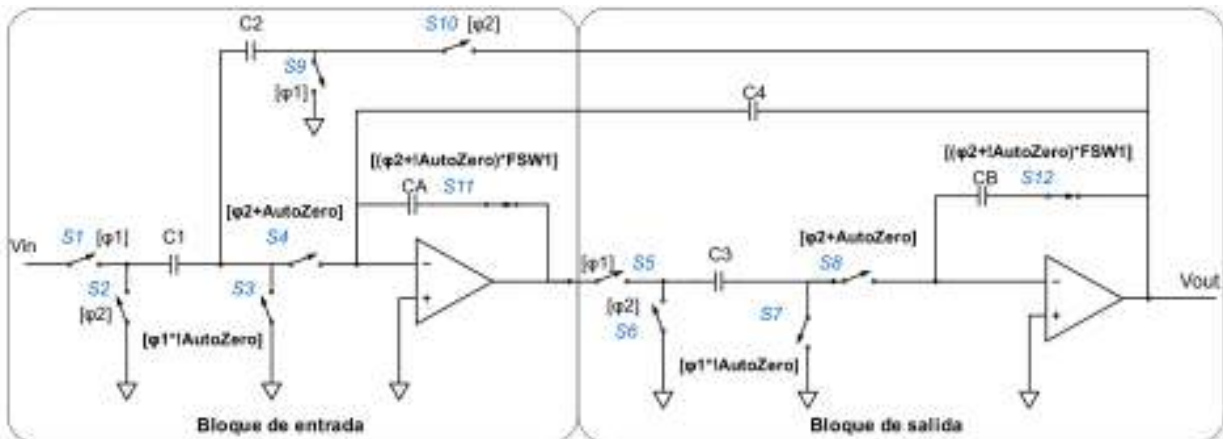 C2
S10 [φ2]
S9
[φ1]
C4
[(φ2+!AutoZero)*FSW1]
CA S11
[(φ2+!AutoZero)*FSW1]
CB S12
[φ2+AutoZero]
[φ2+AutoZero]
Vin S1 [φ1] C1 S4
[φ1] S5 C3 S8
S2
[φ2]
S3
[φ1*!AutoZero]
−
+
[φ2]
S6
S7
[φ1*!AutoZero]
−
+
Vout
Bloque de entrada
Bloque de salida